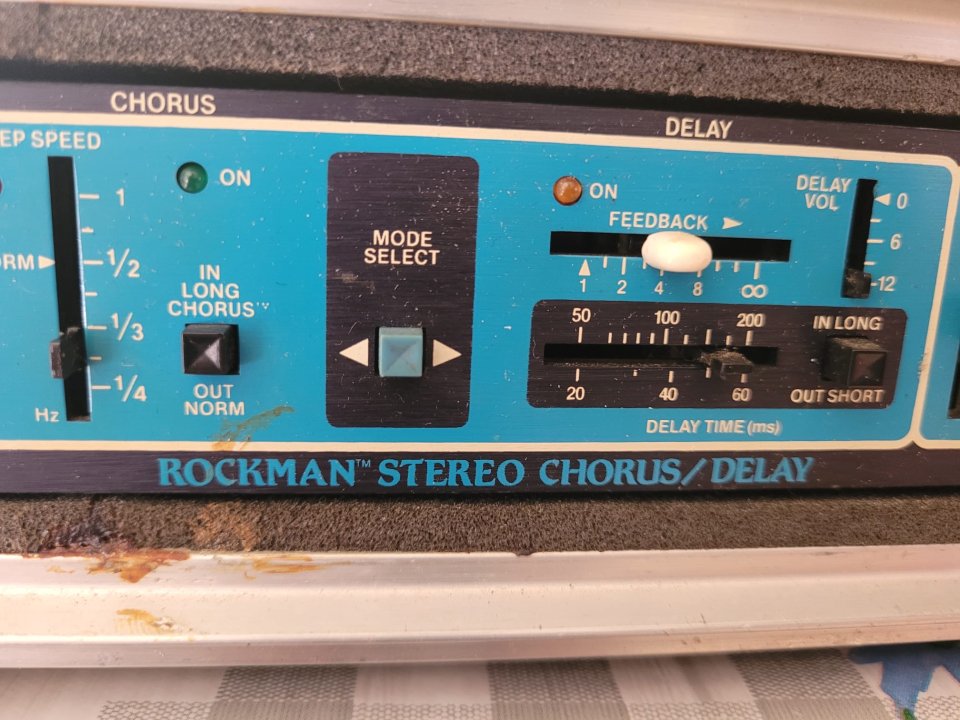 CHORUS
DELAY
EP SPEED
1
1/2
1/3
1/4
Hz
RM
ON
IN
LONG
CHORUS™
OUT
NORM
MODE
SELECT
ON
FEEDBACK
1 2 4 8 ∞
DELAY
VOL
0
6
-12
50 100 200
20 40 60
IN LONG
OUT SHORT
DELAY TIME (ms)
ROCKMAN™ STEREO CHORUS/DELAY